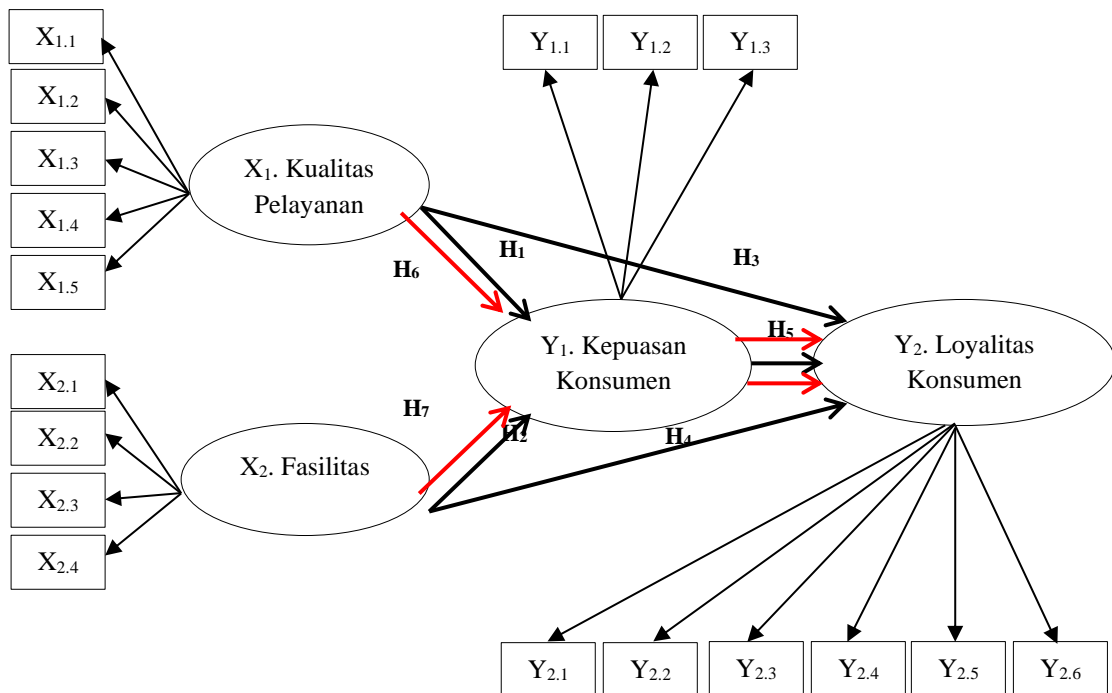 X1.1
X1.2
X1.3
X1.4
X1.5
Y1.1
Y1.2
Y1.3
X1. Kualitas
Pelayanan
H1
H6
H3
H5
Y1. Kepuasan
Konsumen
Y2. Loyalitas
Konsumen
X2.1
X2.2
X2.3
X2.4
X2. Fasilitas
H7
H2
H4
Y2.1
Y2.2
Y2.3
Y2.4
Y2.5
Y2.6